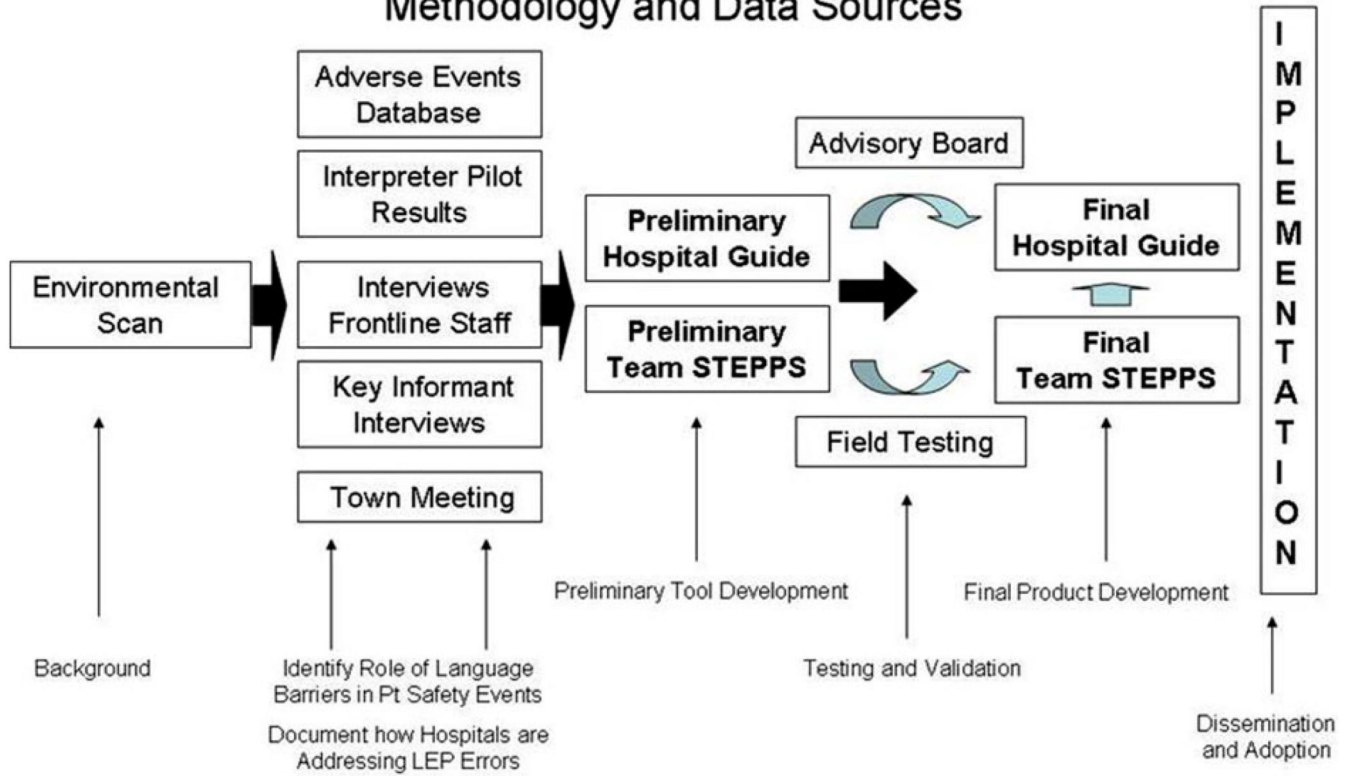 Methodology and Data Sources
Adverse Events
Database
Interpreter Pilot
Results
Environmental
Scan
Interviews
Frontline Staff
Key Informant
Interviews
Town Meeting
Preliminary
Hospital Guide
Preliminary
Team STEPPS
Advisory Board
Field Testing
Final
Hospital Guide
Final
Team STEPPS
IMPLEMENTATION
Background
Identify Role of Language
Barriers in Pt Safety Events
Document how Hospitals are
Addressing LEP Errors
Preliminary Tool Development
Testing and Validation
Final Product Development
Dissemination
and Adoption